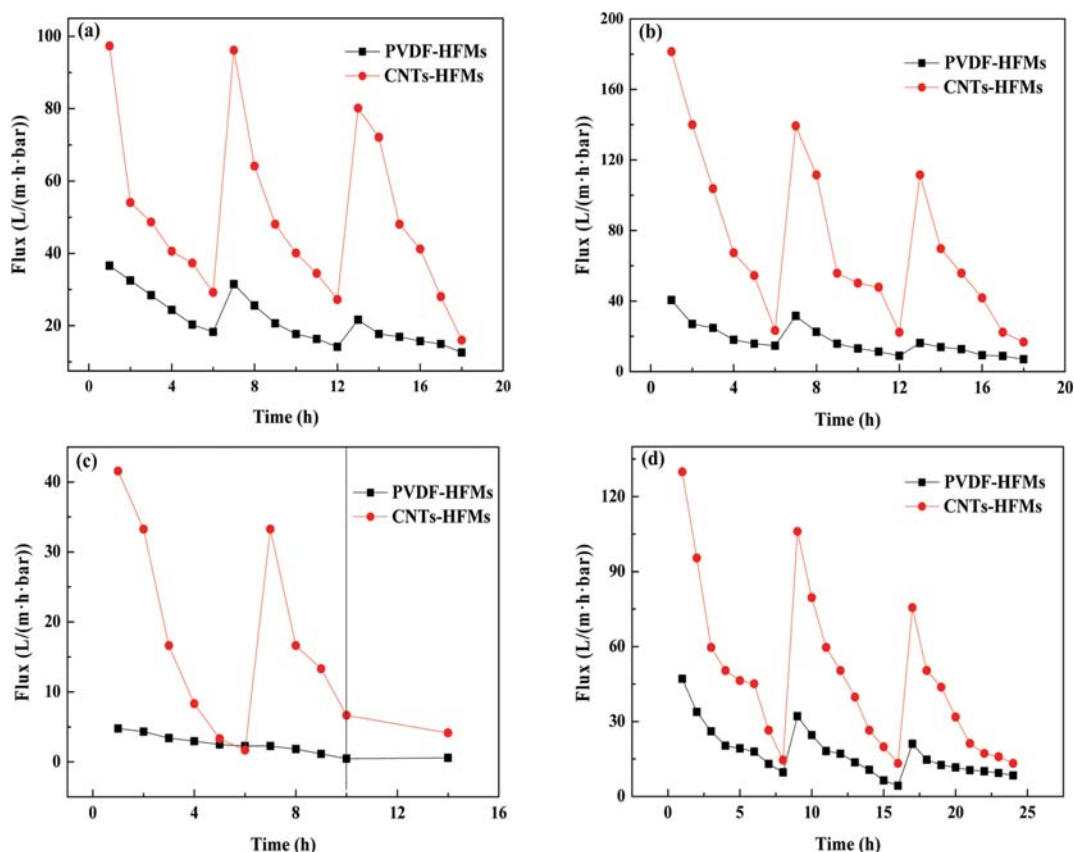 (a)
PVDF-HFMs
CNTs-HFMs
Flux (L/(m·h·bar))
100
80
60
40
20
0 4 8 12 16 20
Time (h)
(b)
PVDF-HFMs
CNTs-HFMs
Flux (L/(m·h·bar))
200
160
120
80
40
0
0 4 8 12 16 20
Time (h)
(c)
PVDF-HFMs
CNTs-HFMs
Flux (L/(m·h·bar))
40
30
20
10
0
0 4 8 12 16
Time (h)
(d)
PVDF-HFMs
CNTs-HFMs
Flux (L/(m·h·bar))
120
90
60
30
0
0 5 10 15 20 25
Time (h)